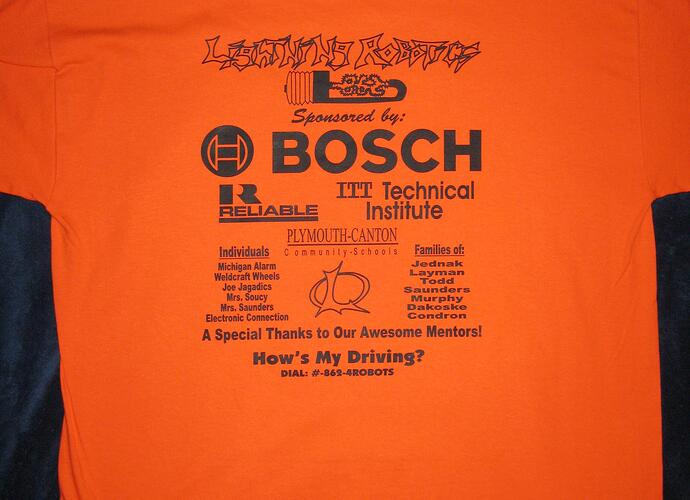 Lightning Robotics
Sponsored by:
BOSCH
R
RELIABLE
ITT Technical
Institute
PLYMOUTH-CANTON
Community-Schools
Individuals
Michigan Alarm
Weldcraft Wheels
Joe Jagadics
Mrs. Soucy
Mrs. Saunders
Electronic Connection
Families of:
Jednak
Layman
Todd
Saunders
Murphy
Dakoske
Condron
A Special Thanks to Our Awesome Mentors!
How's My Driving?
DIAL: #-862-4ROBOTS